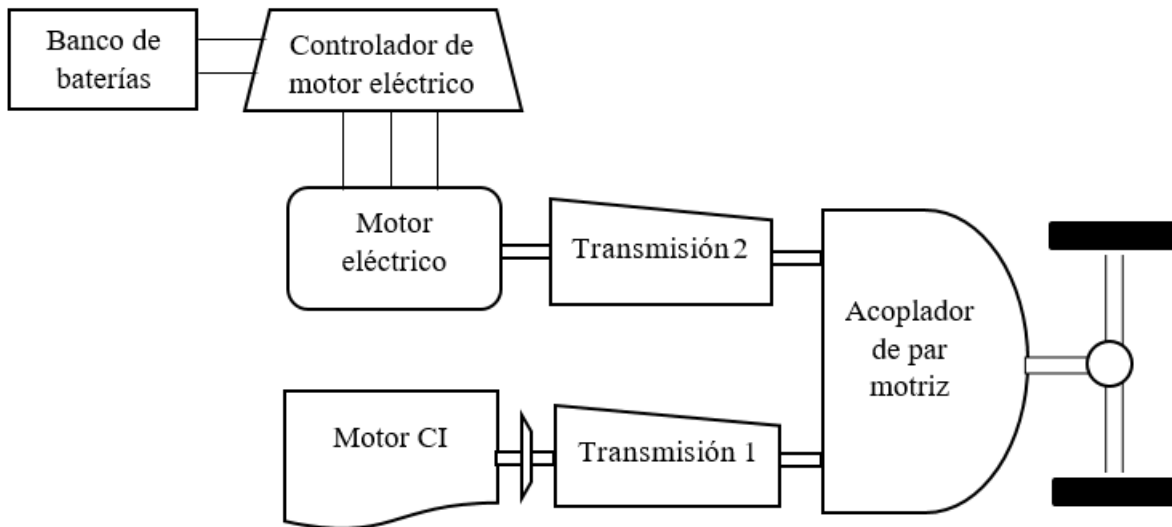 Banco de
baterías
Controlador de
motor eléctrico
Motor
eléctrico
Transmisión 2
Acoplador
de par
motriz
Motor CI
Transmisión 1